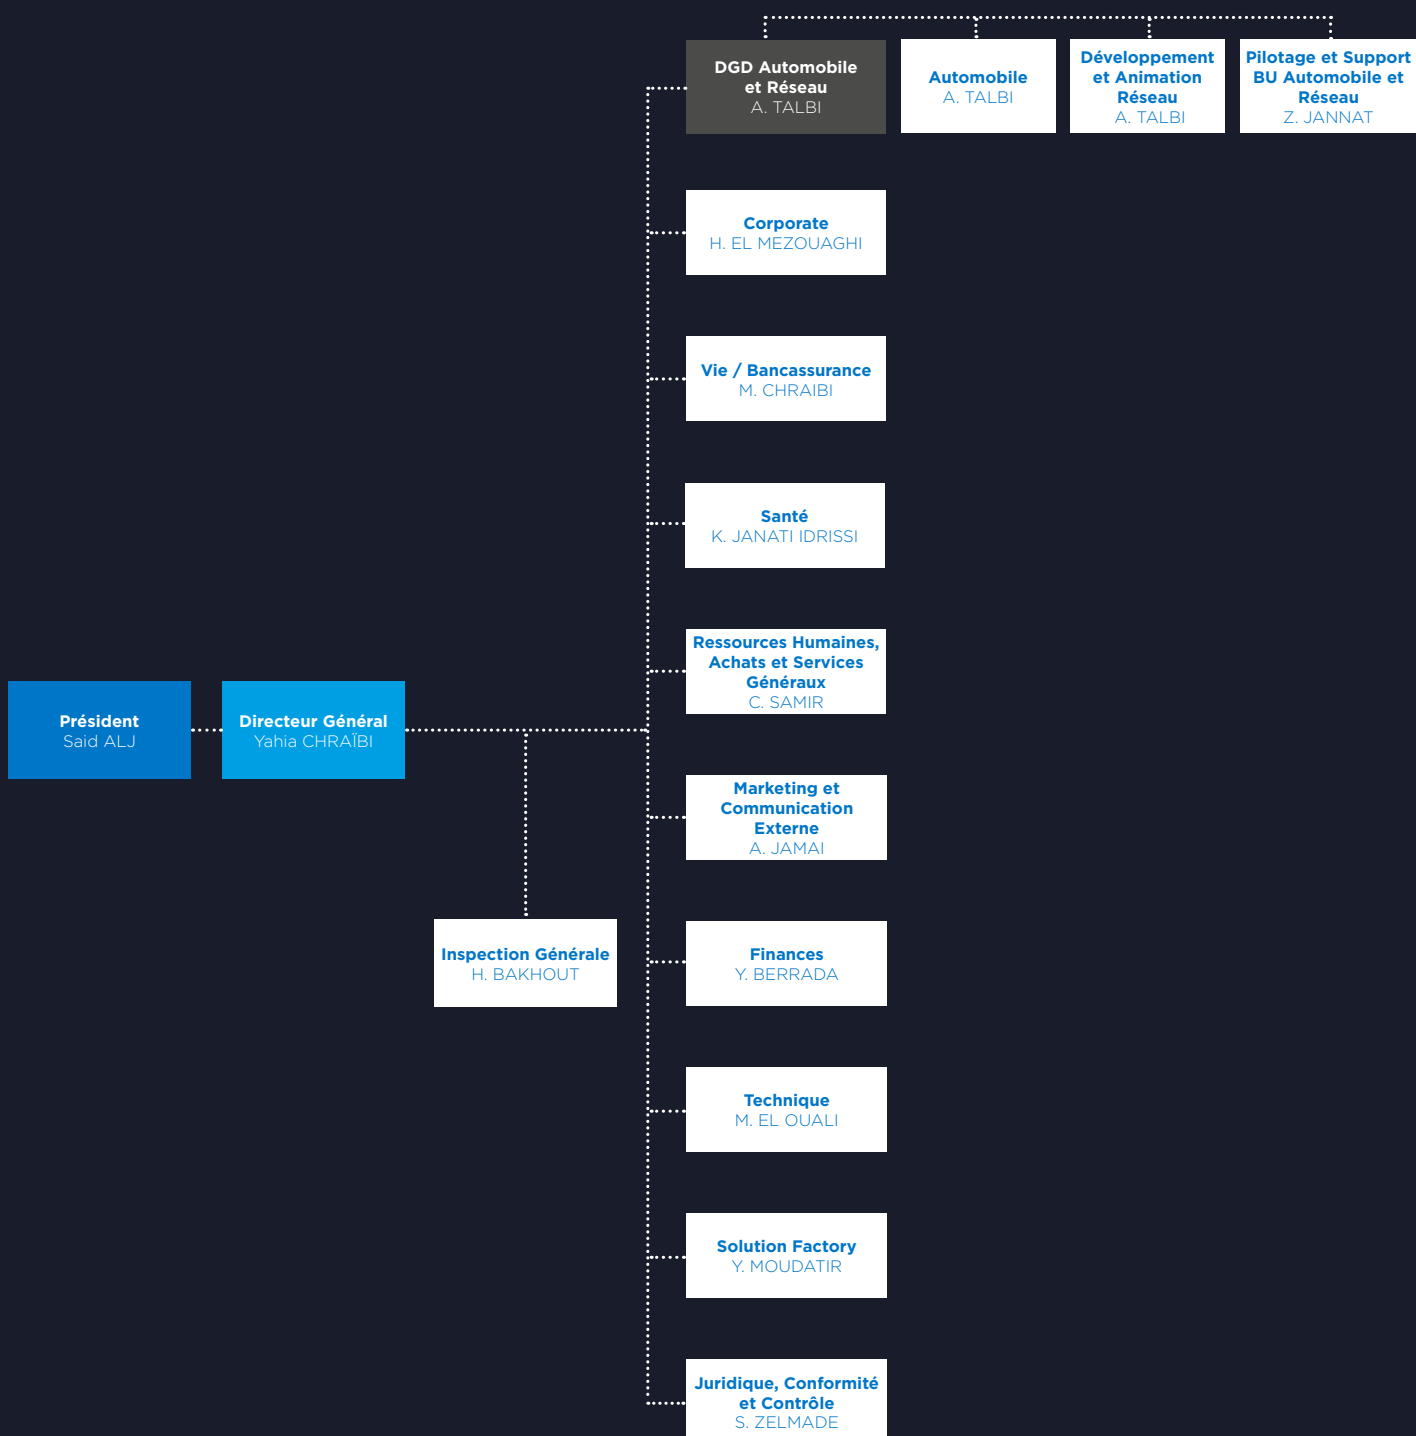 DGD Automobile
et Réseau
A. TALBI
Automobile
A. TALBI
Développement
et Animation
Réseau
A. TALBI
Pilotage et Support
BU Automobile et
Réseau
Z. JANNAT
Corporate
H. EL MEZOUAGHI
Vie / Bancassurance
M. CHRAIBI
Santé
K. JANATI IDRISSI
Ressources Humaines,
Achats et Services
Généraux
C. SAMIR
Président
Said ALJ
Directeur Général
Yahia CHRAÏBI
Marketing et
Communication
Externe
A. JAMAI
Inspection Générale
H. BAKHOUT
Finances
Y. BERRADA
Technique
M. EL OUALI
Solution Factory
Y. MOUDATIR
Juridique, Conformité
et Contrôle
S. ZELMADE